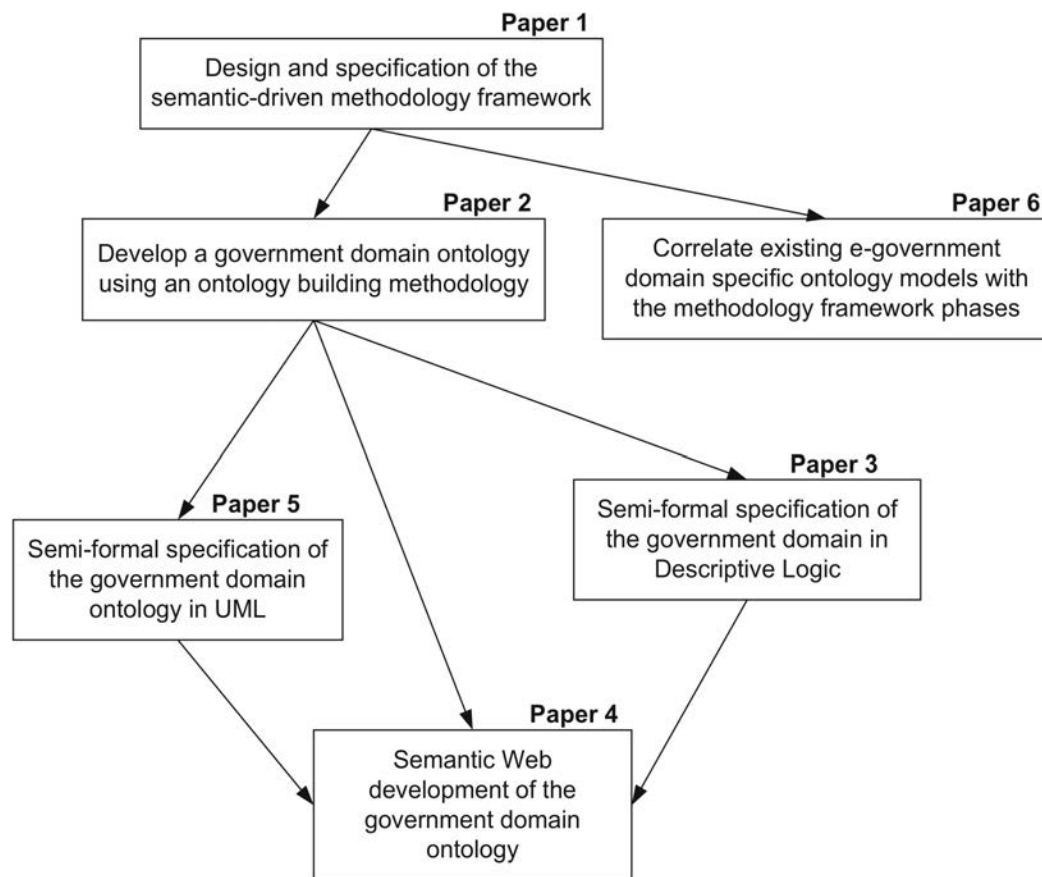 Paper 1
Design and specification of the
semantic-driven methodology framework
Paper 2
Develop a government domain ontology
using an ontology building methodology
Paper 6
Correlate existing e-government
domain specific ontology models with
the methodology framework phases
Paper 5
Semi-formal specification of
the government domain
ontology in UML
Paper 3
Semi-formal specification of
the government domain in
Descriptive Logic
Paper 4
Semantic Web
development of the
government domain
ontology